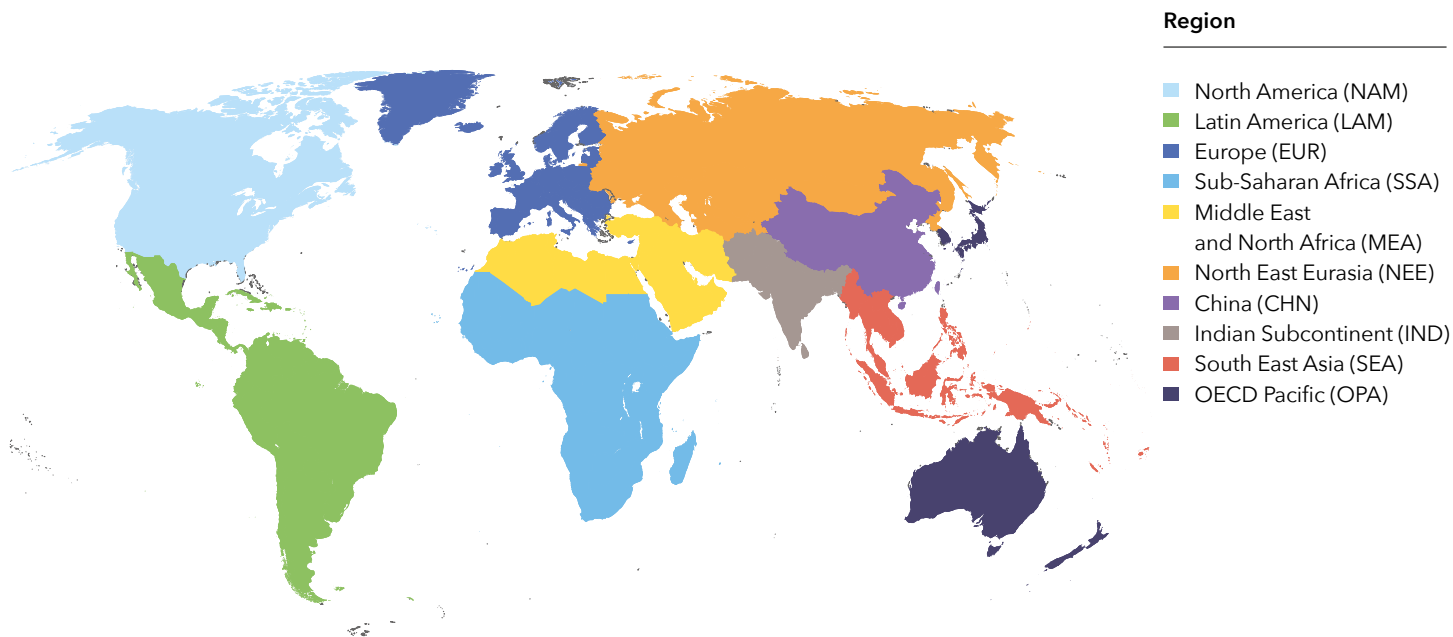 Region
North America (NAM)
Latin America (LAM)
Europe (EUR)
Sub-Saharan Africa (SSA)
Middle East
and North Africa (MEA)
North East Eurasia (NEE)
China (CHN)
Indian Subcontinent (IND)
South East Asia (SEA)
OECD Pacific (OPA)